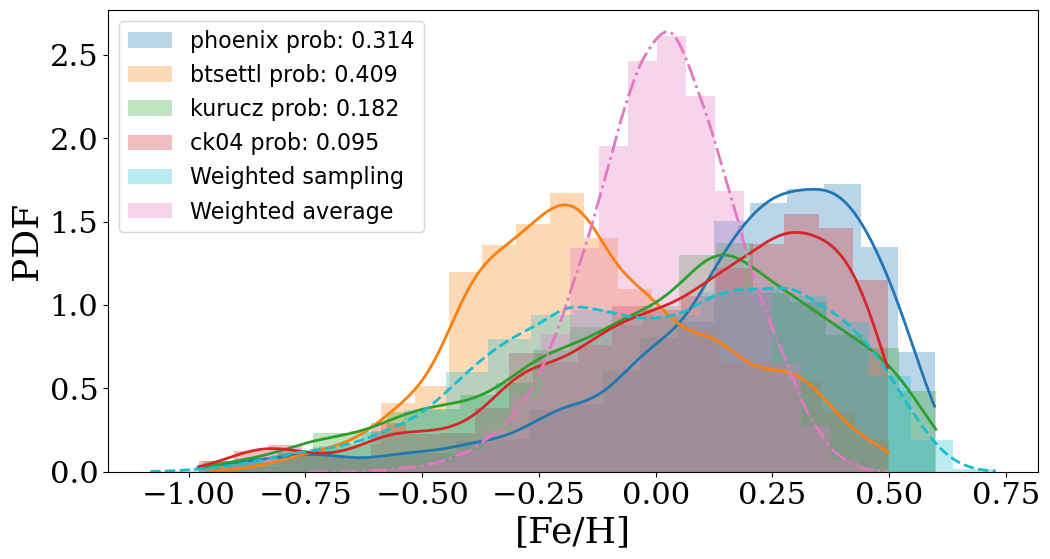 phoenix prob: 0.314
btsettl prob: 0.409
kurucz prob: 0.182
ck04 prob: 0.095
Weighted sampling
Weighted average
PDF
2.5
2.0
1.5
1.0
0.5
0.0
−1.00 −0.75 −0.50 −0.25 0.00 0.25 0.50 0.75
[Fe/H]